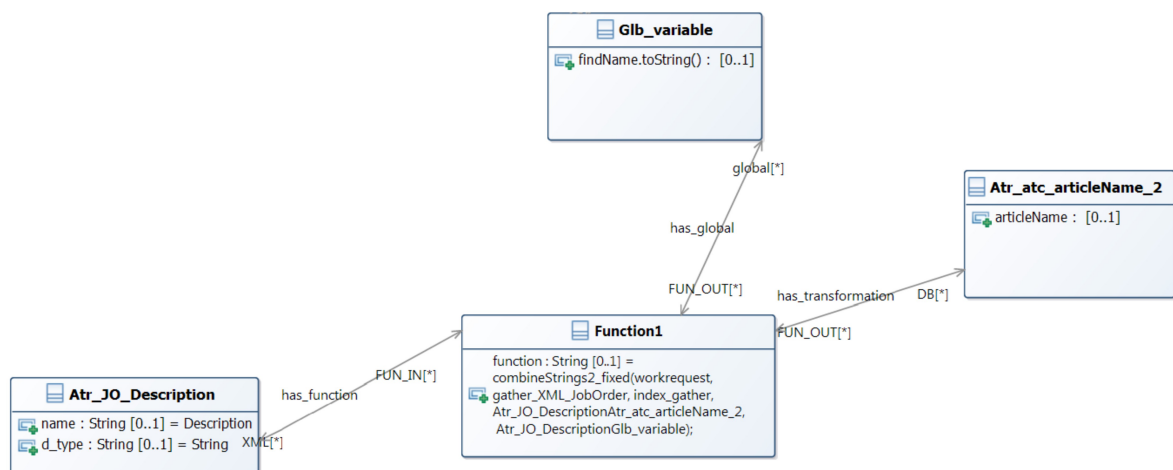 Glb_variable
findName.toString() : [0..1]
global[*]
Atr_atc_articleName_2
articleName : [0..1]
has_global
FUN_OUT[*]
has_transformation
DB[*]
FUN_OUT[*]
Function1
function : String [0..1] =
combineStrings2_fixed(workrequest,
gather_XML_JobOrder, index_gather,
Atr_JO_DescriptionAtr_atc_articleName_2,
Atr_JO_DescriptionGlb_variable);
FUN_IN[*]
has_function
Atr_JO_Description
name : String [0..1] = Description
d_type : String [0..1] = String
XML[*]